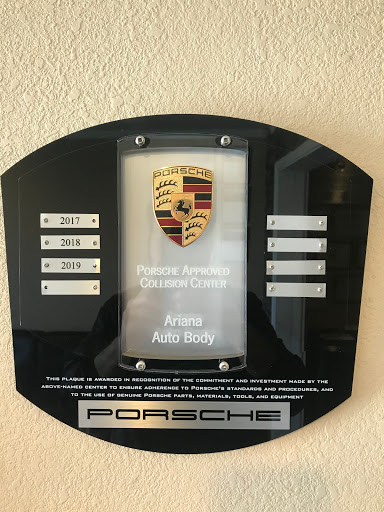 PORSCHE
2017
2018
2019
PORSCHE APPROVED
COLLISION CENTER
Ariana
Auto Body
THIS PLAQUE IS AWARDED IN RECOGNITION OF THE COMMITMENT AND INVESTMENT MADE BY THE
ABOVE-NAMED CENTER TO ENSURE ADHERENCE TO PORSCHE'S STANDARDS AND PROCEDURES, AND
TO THE USE OF GENUINE PORSCHE PARTS, MATERIALS, TOOLS, AND EQUIPMENT
PORSCHE